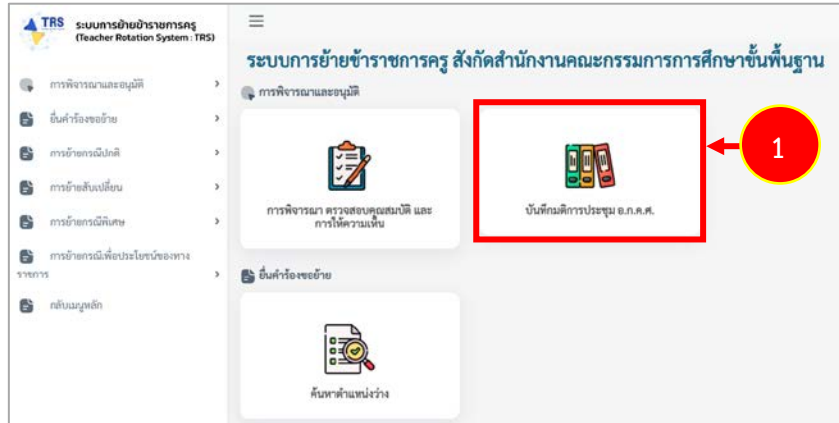 TRS ระบบการย้ายข้าราชการครู
(Teacher Rotation System : TRS)
การพิจารณาและอนุมัติ
ยื่นคำร้องขอย้าย
การย้ายกรณีปกติ
การย้ายสับเปลี่ยน
การย้ายกรณีพิเศษ
การย้ายกรณีเพื่อประโยชน์ของทาง
ราชการ
กลับเมนูหลัก
ระบบการย้ายข้าราชการครู สังกัดสำนักงานคณะกรรมการการศึกษาขั้นพื้นฐาน
การพิจารณาและอนุมัติ
การพิจารณา ตรวจสอบคุณสมบัติ และ
การให้ความเห็น
บันทึกมติการประชุม อ.ก.ค.ศ.
1
ยื่นคำร้องขอย้าย
ค้นหาตำแหน่งว่าง